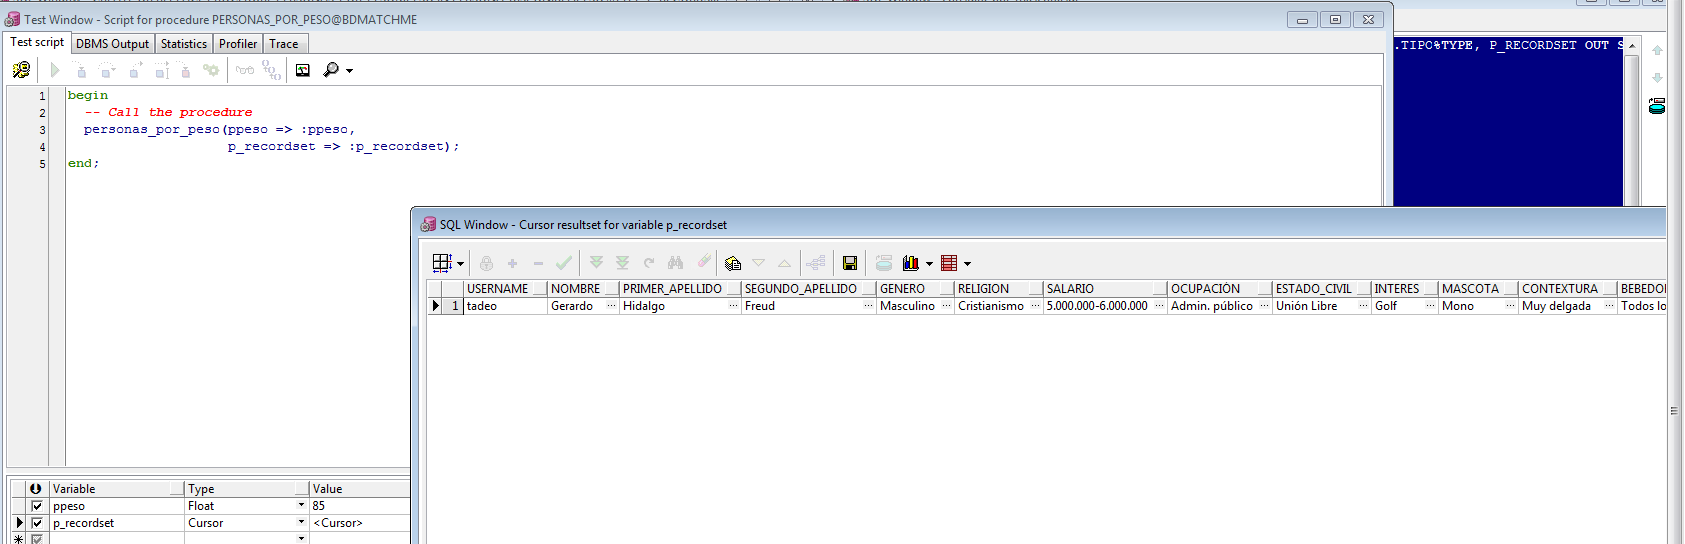 Test Window - Script for procedure PERSONAS_POR_PESO@BDMATCHME
Test script DBMS Output Statistics Profiler Trace
.TIPO%TYPE, P_RECORDSET OUT S
1 begin
2 -- Call the procedure
3 personas_por_peso(ppeso => :ppeso,
4 p_recordset => :p_recordset);
5 end;
SQL Window - Cursor resultset for variable p_recordset
USERNAME NOMBRE PRIMER_APELLIDO SEGUNDO_APELLIDO GENERO RELIGION SALARIO OCUPACIÓN ESTADO_CIVIL INTERES MASCOTA CONTEXTURA BEBEDOR
1 tadeo Gerardo Hidalgo Freud Masculino Cristianismo 5.000.000-6.000.000 Admin. público Unión Libre Golf Mono Muy delgada Todos lo
Variable Type Value
ppeso Float 85
p_recordset Cursor <Cursor>